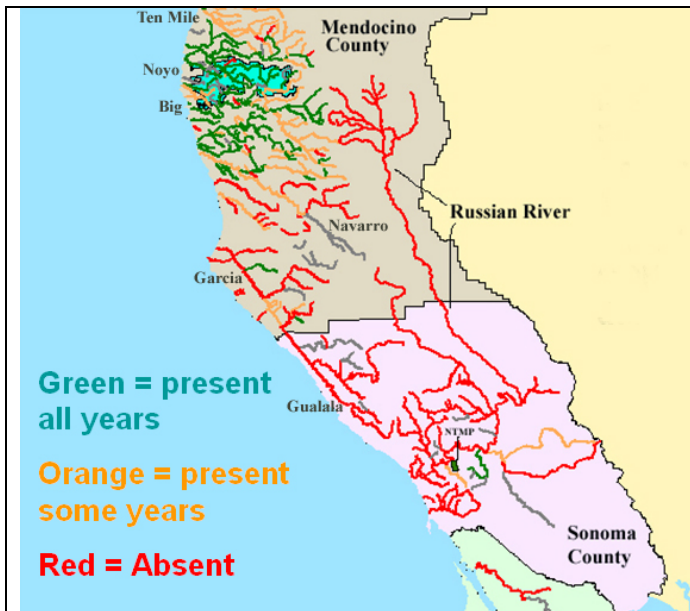 Ten Mile
Mendocino
County
Noyo
Big
Russian River
Navarro
Garcia
Green = present
all years
Gualala
NTMP
Orange = present
some years
Sonoma
County
Red = Absent